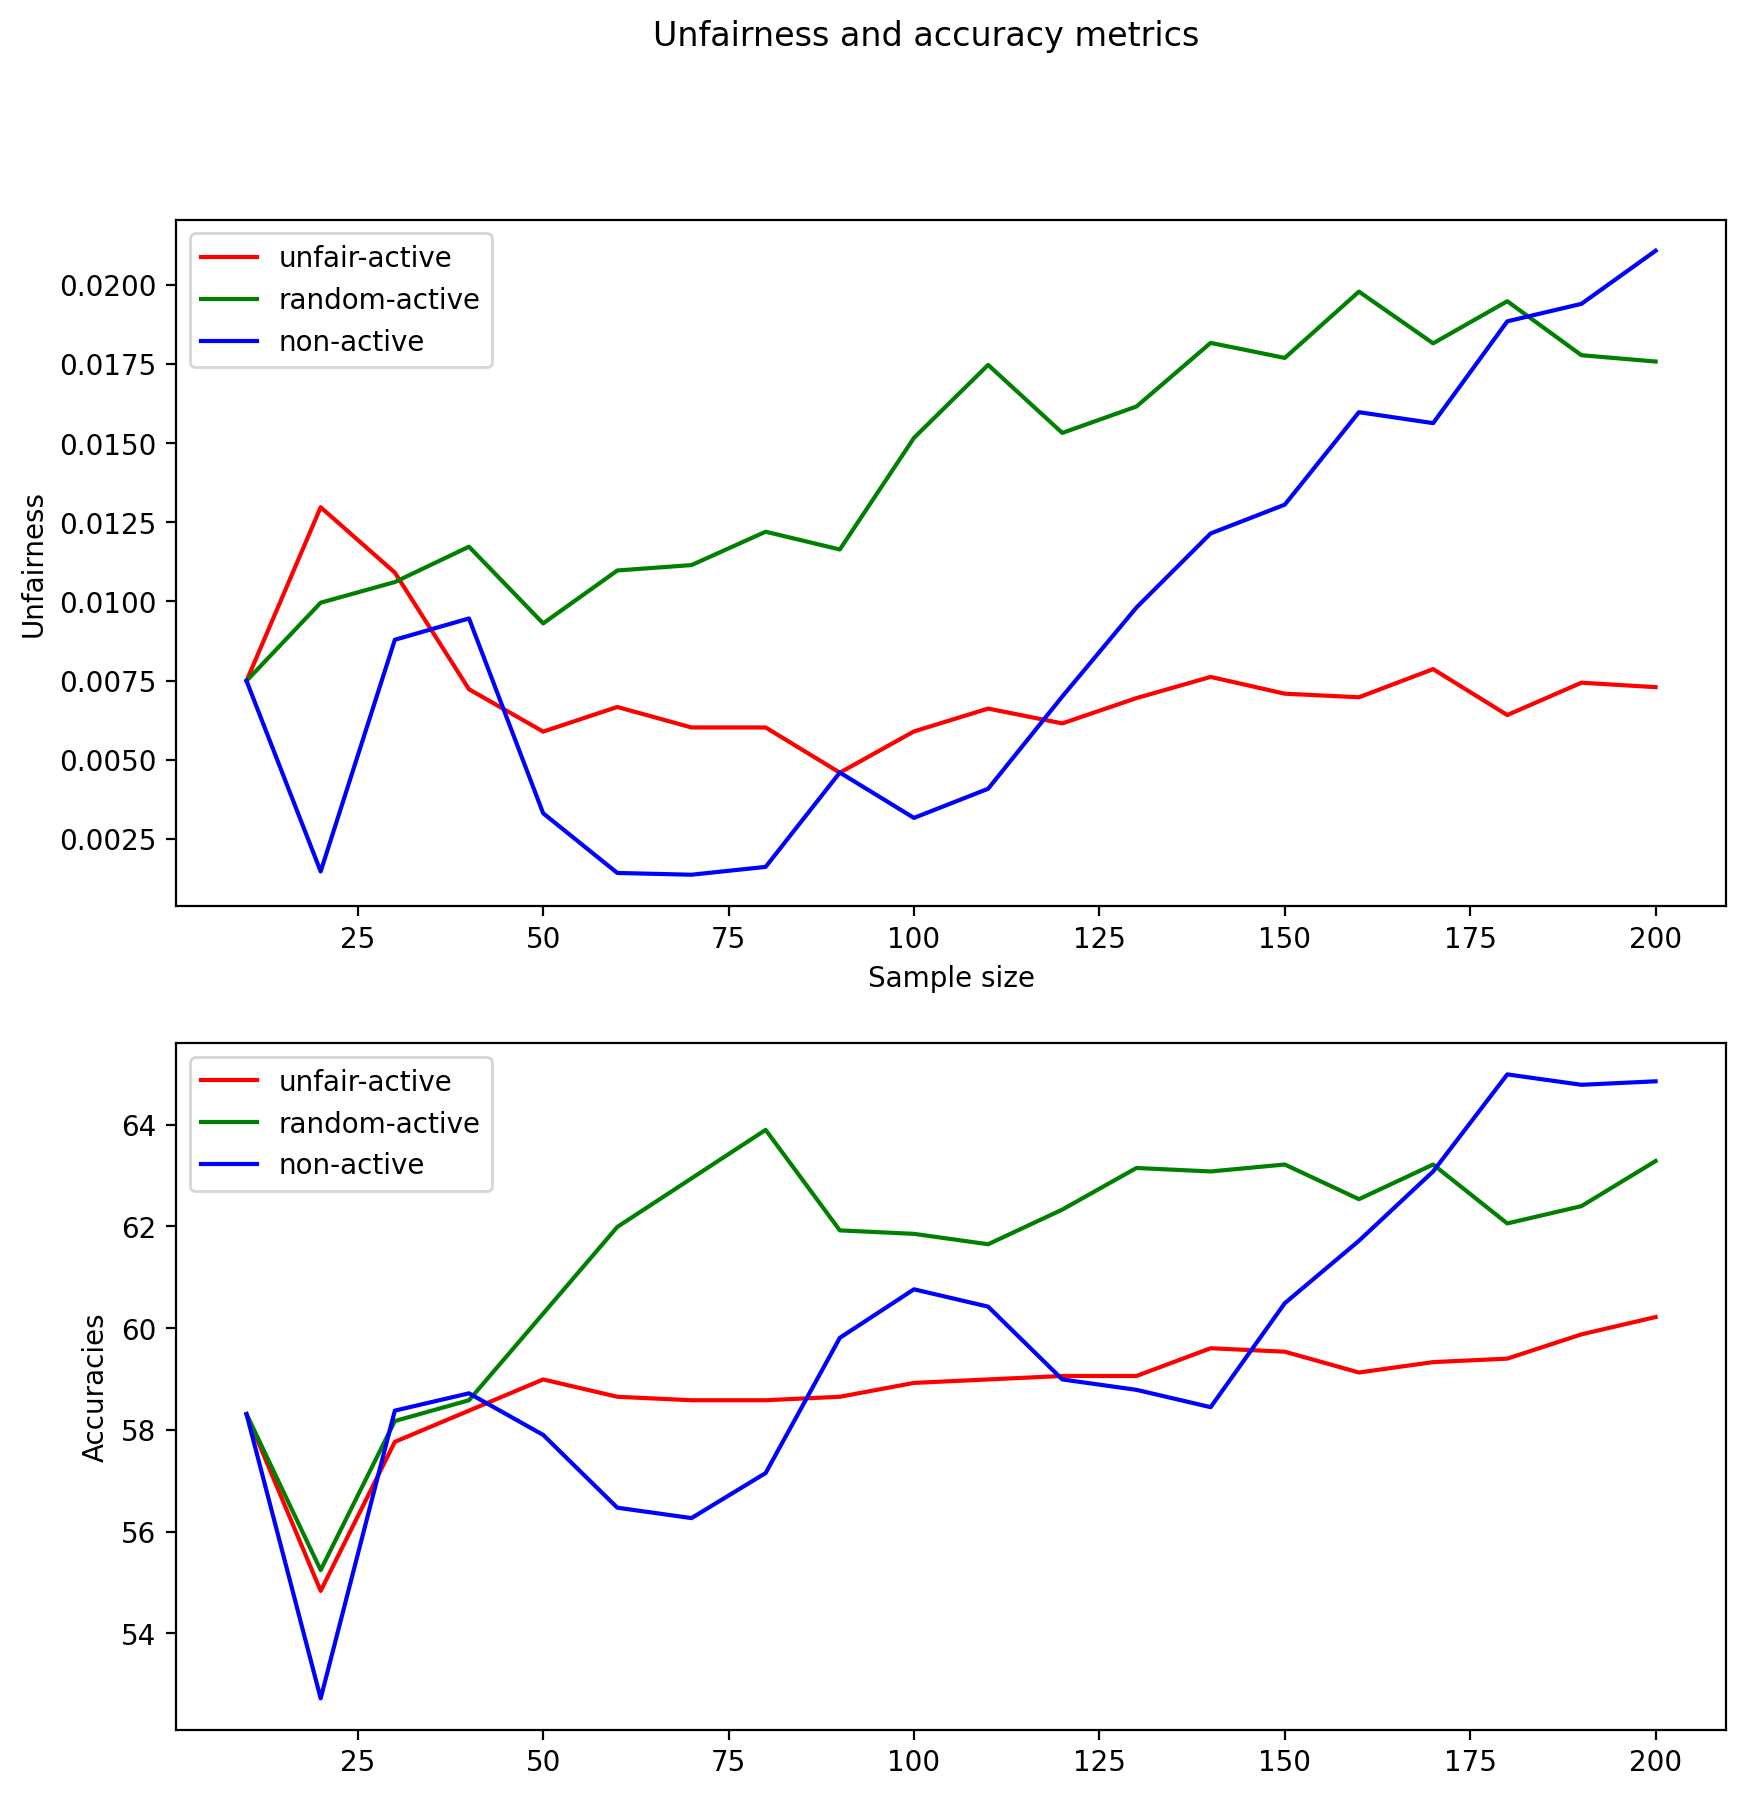 Unfairness and accuracy metrics
unfair-active
random-active
non-active
0.0200
0.0175
0.0150
0.0125
0.0100
0.0075
0.0050
0.0025
Unfairness
25 50 75 100 125 150 175 200
Sample size
unfair-active
random-active
non-active
64
62
60
58
56
54
Accuracies
25 50 75 100 125 150 175 200